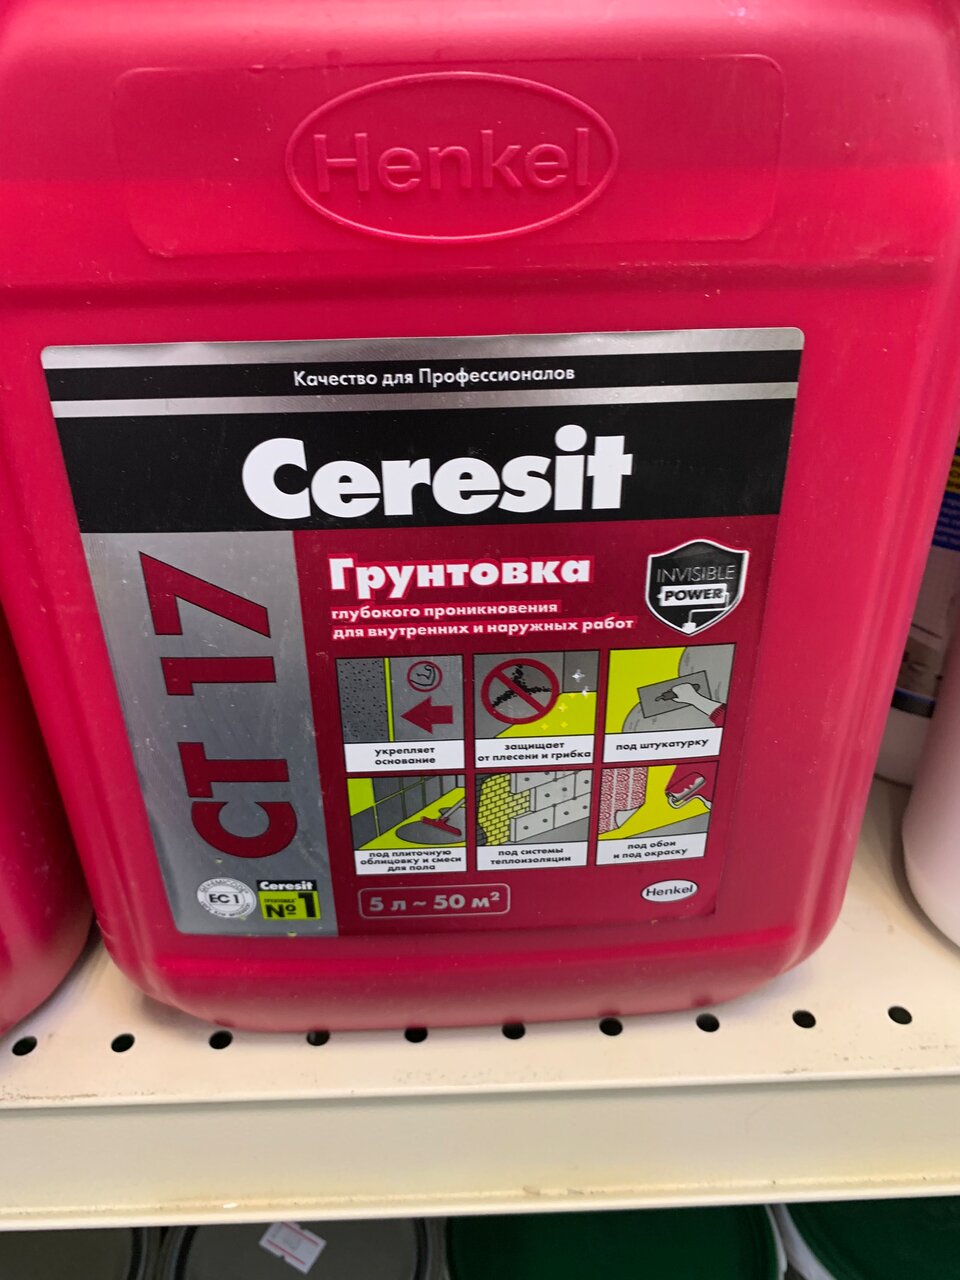 Henkel
Качество для Профессионалов
Ceresit
CT 17
Грунтовка
глубокого проникновения
для внутренних и наружных работ
INVISIBLE
POWER
укрепляет
основание
защищает
от плесени и грибка
под штукатурку
под плиточную
облицовку и смеси
для пола
под системы
теплоизоляции
под обои
и под окраску
EC 1
Ceresit
ГРУНТОВКА
№1
5 л ~ 50 м²
Henkel